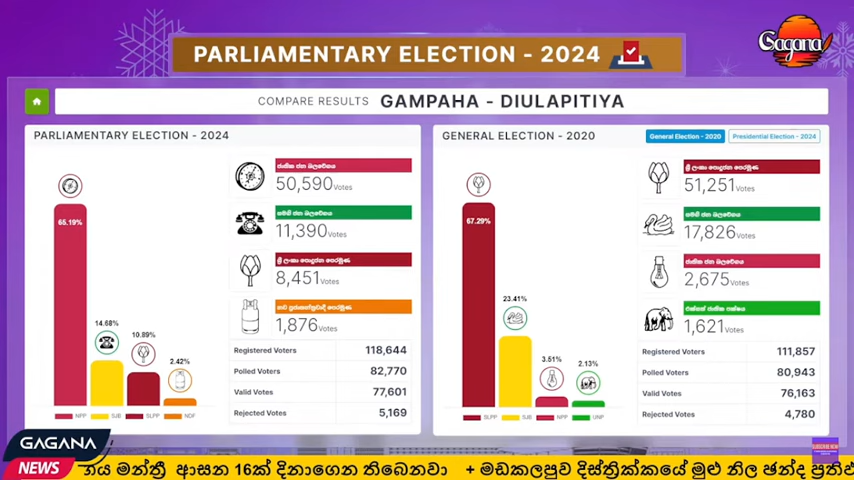 PARLIAMENTARY ELECTION - 2024
Gagana
COMPARE RESULTS GAMPAHA - DIULAPITIYA
PARLIAMENTARY ELECTION - 2024
65.19%
14.68%
10.89%
2.42%
NPP SJB SLPP NDF
ජාතික ජන බලවේගය
50,590 Votes
සමගි ජන බලවේගය
11,390 Votes
ශ්‍රී ලංකා පොදුජන පෙරමුණ
8,451 Votes
නව ප්‍රජාතන්ත්‍රවාදී පෙරමුණ
1,876 Votes
Registered Voters 118,644
Polled Voters 82,770
Valid Votes 77,601
Rejected Votes 5,169
GENERAL ELECTION - 2020
General Election - 2020
Presidential Election - 2024
67.29%
23.41%
3.51%
2.13%
SLPP SJB NPP UNP
ශ්‍රී ලංකා පොදුජන පෙරමුණ
51,251 Votes
සමගි ජන බලවේගය
17,826 Votes
ජාතික ජන බලවේගය
2,675 Votes
එක්සත් ජාතික පක්ෂය
1,621 Votes
Registered Voters 111,857
Polled Voters 80,943
Valid Votes 76,163
Rejected Votes 4,780
SUBSCRIBE NOW
GAGANA
NEWS
ගය මන්ත්‍රී ආසන 16ක් දිනාගෙන තිබෙනවා + මඩකලපුව දිස්ත්‍රික්කයේ මුළු නිල ඡන්ද ප්‍රතිඵ